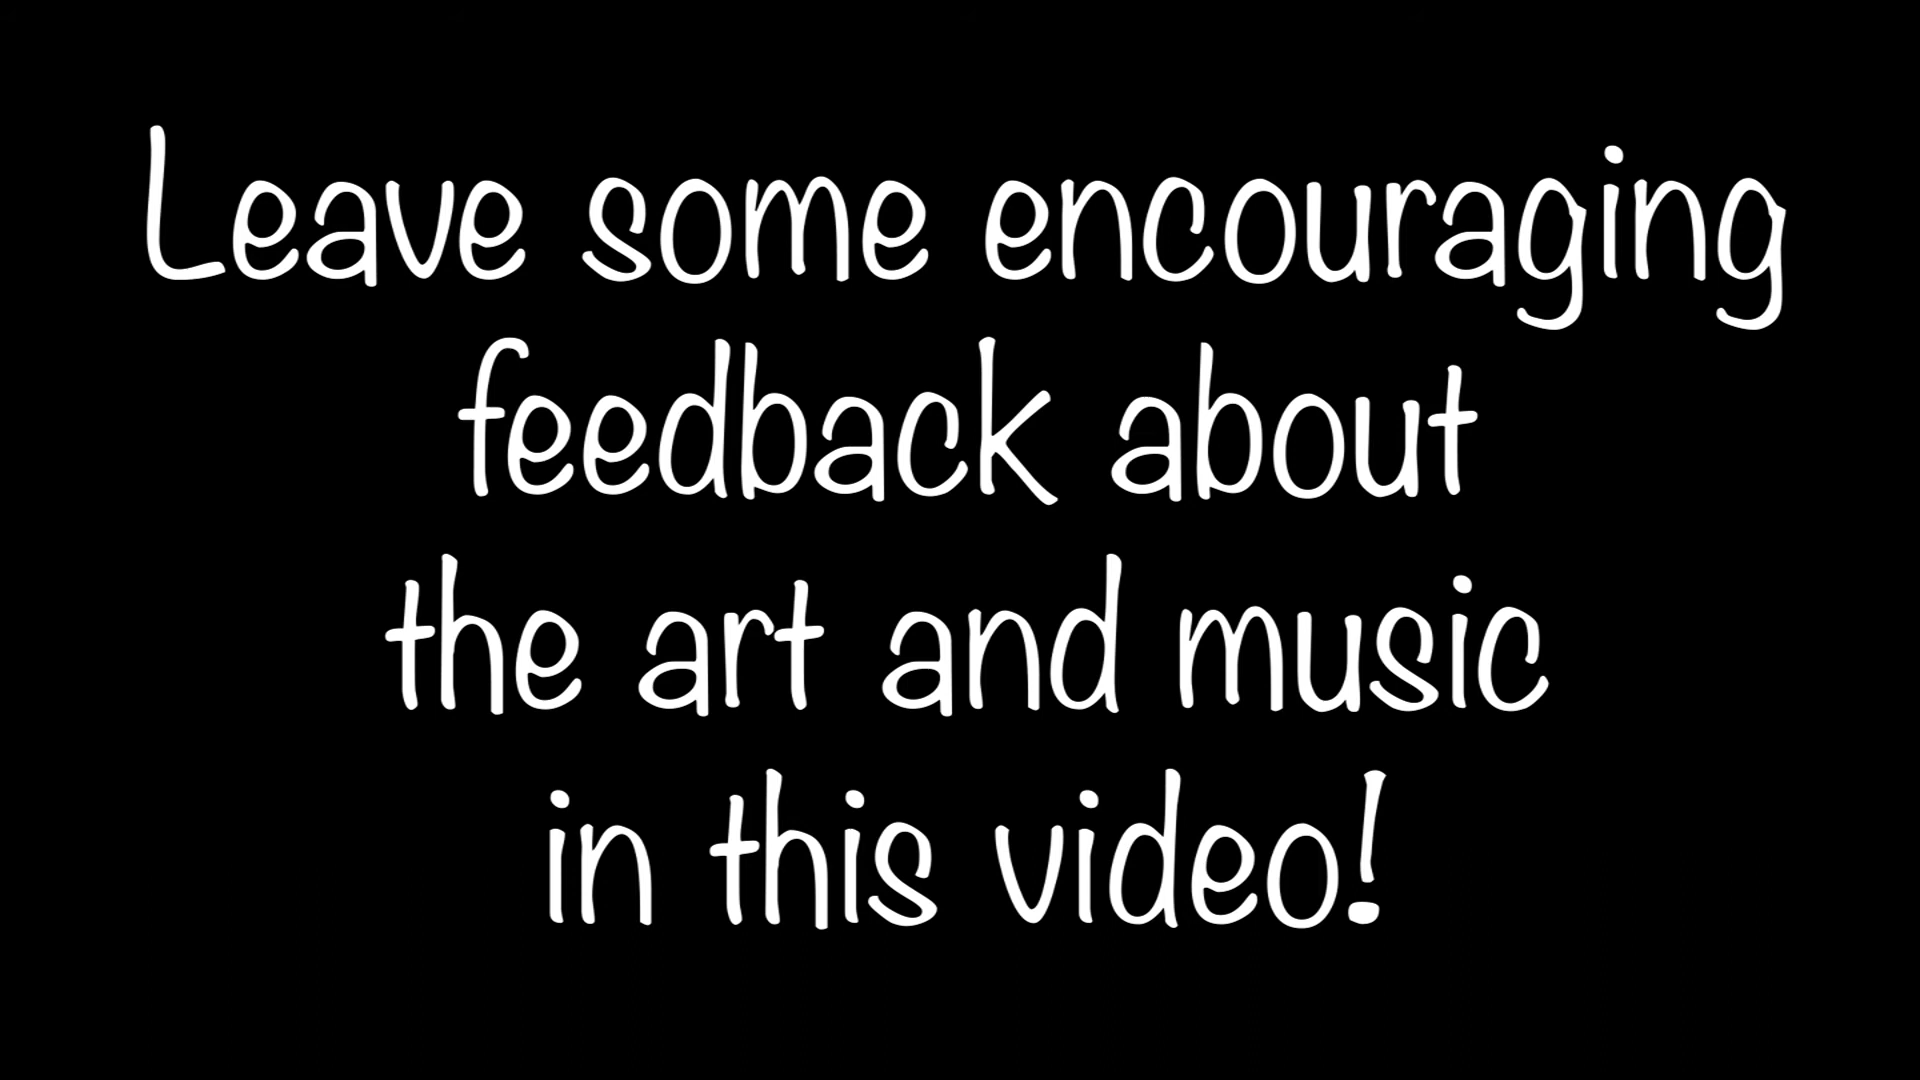 Leave some encouraging
feedback about
the art and music
in this video!